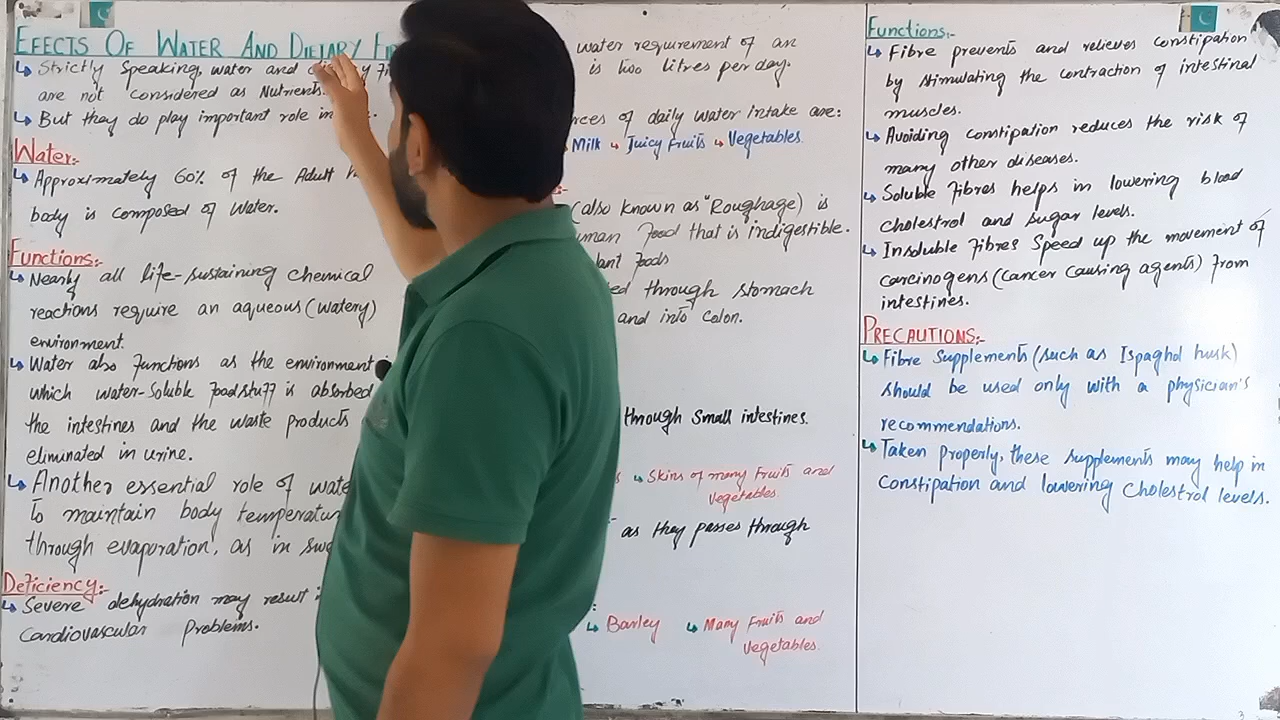 EFFECTS OF WATER AND DIETARY
Strictly speaking, water and
are not considered as Nutrients.
But they do play important role in
Water:-
Approximately 60% of the Adult
body is composed of Water.
Functions:-
Nearly all life-sustaining chemical
reactions require an aqueous (watery)
environment.
Water also functions as the environment
which water-soluble foodstuff is absorbed
the intestines and the waste products
eliminated in urine.
Another essential role of
To maintain body
through evaporation, as in
Deficiency:-
Severe dehydration may result
Cardiovascular Problems.
water requirement of an
is two litres per day.
of daily water intake are:
Milk Juicy Fruits Vegetables
(also known as "Roughage) is
Food that is indigestible.
Foods
through stomach
and into colon.
through small intestines.
Skins of many Fruits and
vegetables.
as they passes through
Barley Many Fruits and
vegetables.
Functions:-
Fibre prevents and relieves constipation
by stimulating the contraction of intestinal
muscles.
Avoiding constipation reduces the risk of
many other diseases.
Soluble Fibres helps in lowering blood
cholestrol and sugar levels.
Insoluble Fibres Speed up the movement of
carcinogens (cancer causing agents) from
intestines.
PRECAUTIONS:-
Fibre Supplements (such as Ispaghol husk)
should be used only with a physician's
recommendations.
Taken properly, these supplements may help in
Constipation and lowering Cholestrol levels.